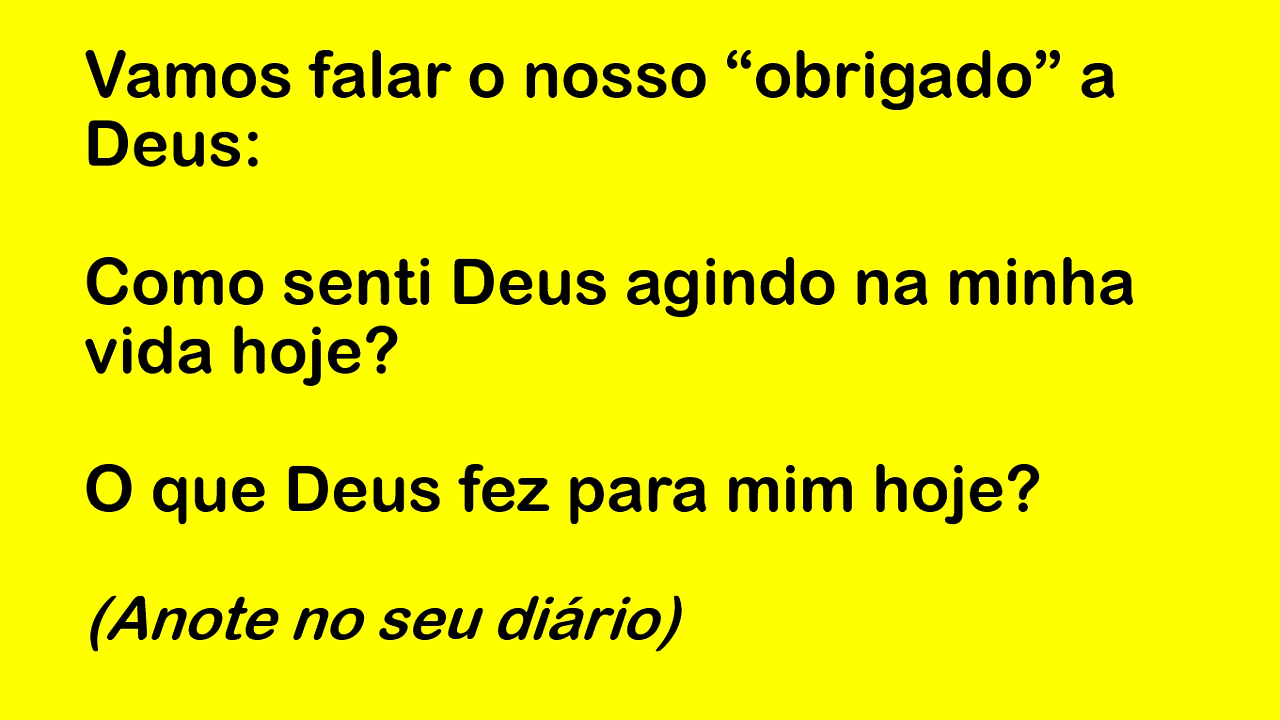 Vamos falar o nosso “obrigado” a
Deus:
Como senti Deus agindo na minha
vida hoje?
O que Deus fez para mim hoje?
(Anote no seu diário)